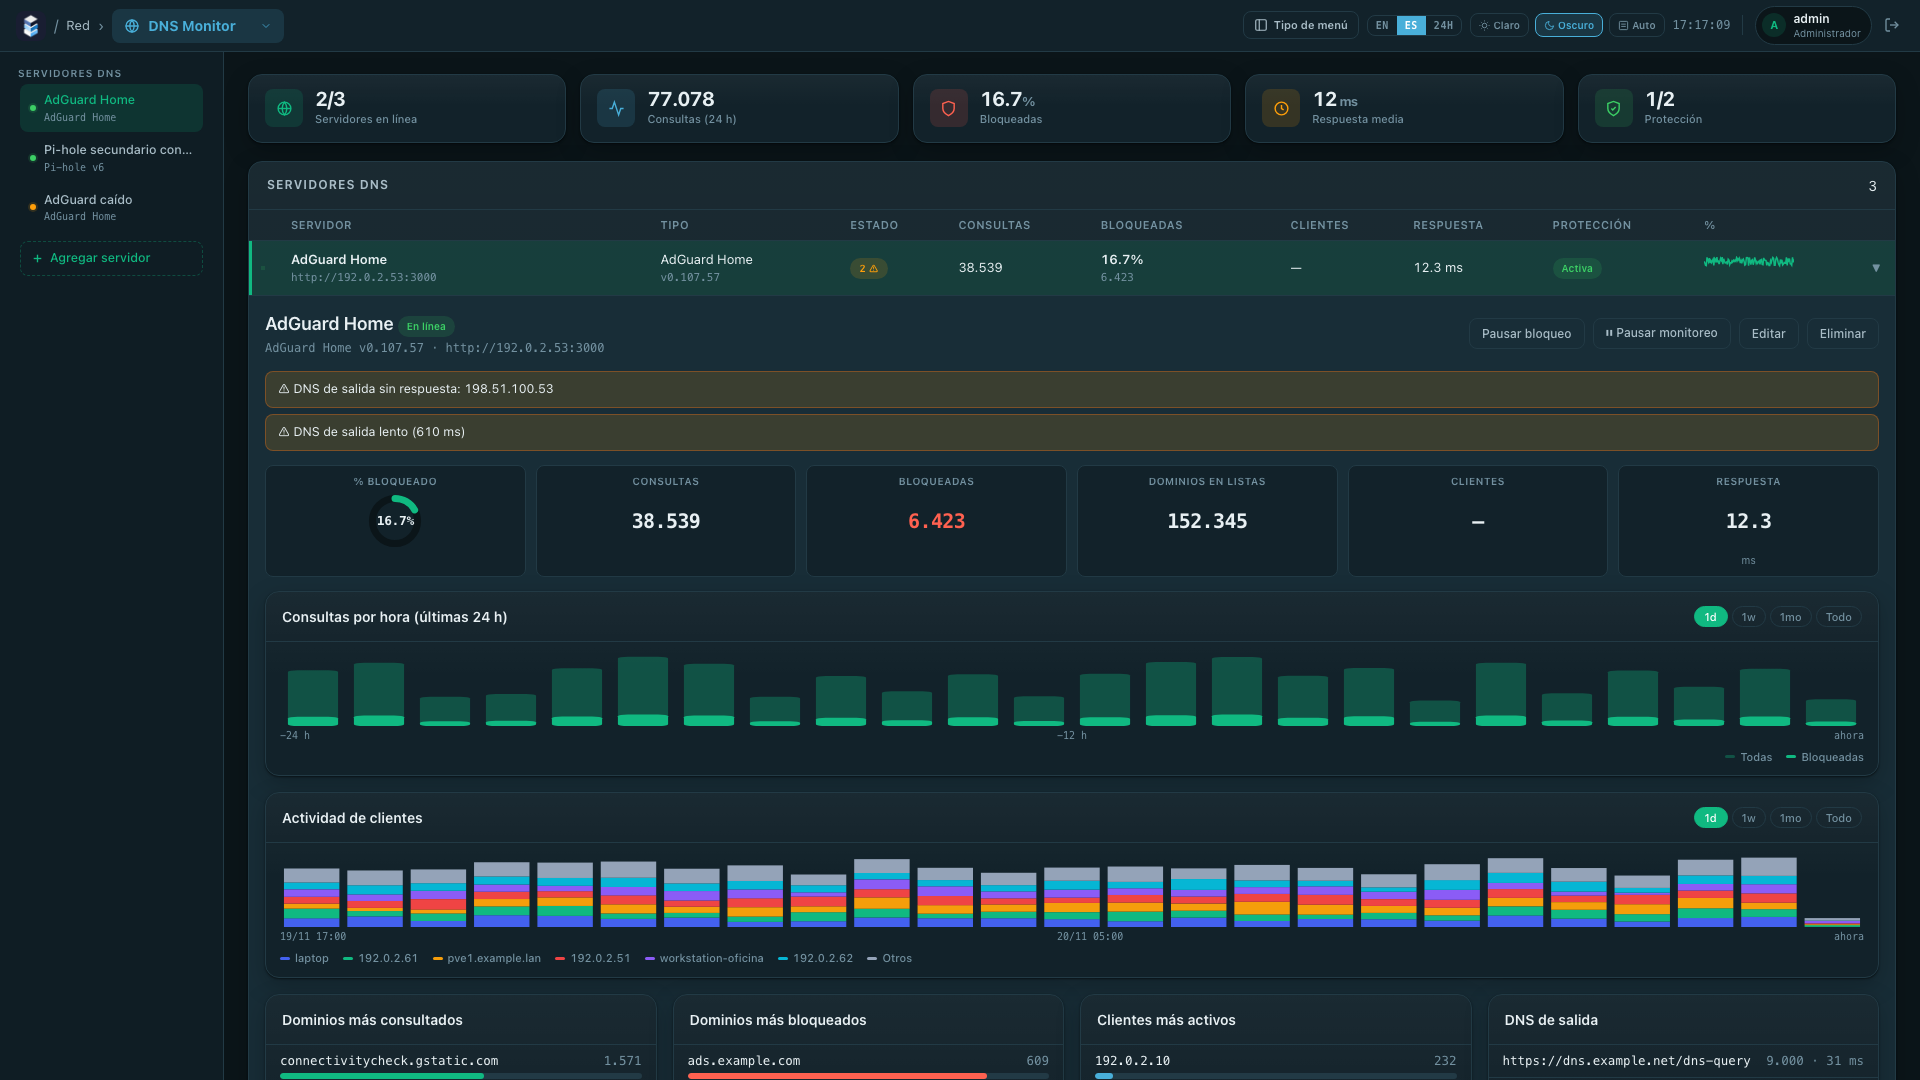 / Red › DNS Monitor
Tipo de menú
EN ES 24H
Claro
Oscuro
Auto
17:17:09
A
admin
Administrador
SERVIDORES DNS
AdGuard Home
AdGuard Home
Pi-hole secundario con...
Pi-hole v6
AdGuard caído
AdGuard Home
+ Agregar servidor
2/3
Servidores en línea
77.078
Consultas (24 h)
16.7%
Bloqueadas
12 ms
Respuesta media
1/2
Protección
SERVIDORES DNS
3
SERVIDOR TIPO ESTADO CONSULTAS BLOQUEADAS CLIENTES RESPUESTA PROTECCIÓN %
AdGuard Home AdGuard Home 2 ⚠ 38.539 16.7% — 12.3 ms Activa ▼
http://192.0.2.53:3000 v0.107.57 6.423
AdGuard Home En línea
AdGuard Home v0.107.57 · http://192.0.2.53:3000
Pausar bloqueo
Pausar monitoreo
Editar
Eliminar
⚠ DNS de salida sin respuesta: 198.51.100.53
⚠ DNS de salida lento (610 ms)
% BLOQUEADO
16.7%
CONSULTAS
38.539
BLOQUEADAS
6.423
DOMINIOS EN LISTAS
152.345
CLIENTES
—
RESPUESTA
12.3
ms
Consultas por hora (últimas 24 h)
1d 1w 1mo Todo
−24 h −12 h ahora
Todas Bloqueadas
Actividad de clientes
1d 1w 1mo Todo
19/11 17:00 20/11 05:00 ahora
laptop 192.0.2.61 pve1.example.lan 192.0.2.51 workstation-oficina 192.0.2.62 Otros
Dominios más consultados
connectivitycheck.gstatic.com 1.571
Dominios más bloqueados
ads.example.com 609
Clientes más activos
192.0.2.10 232
DNS de salida
https://dns.example.net/dns-query 9.000 · 31 ms